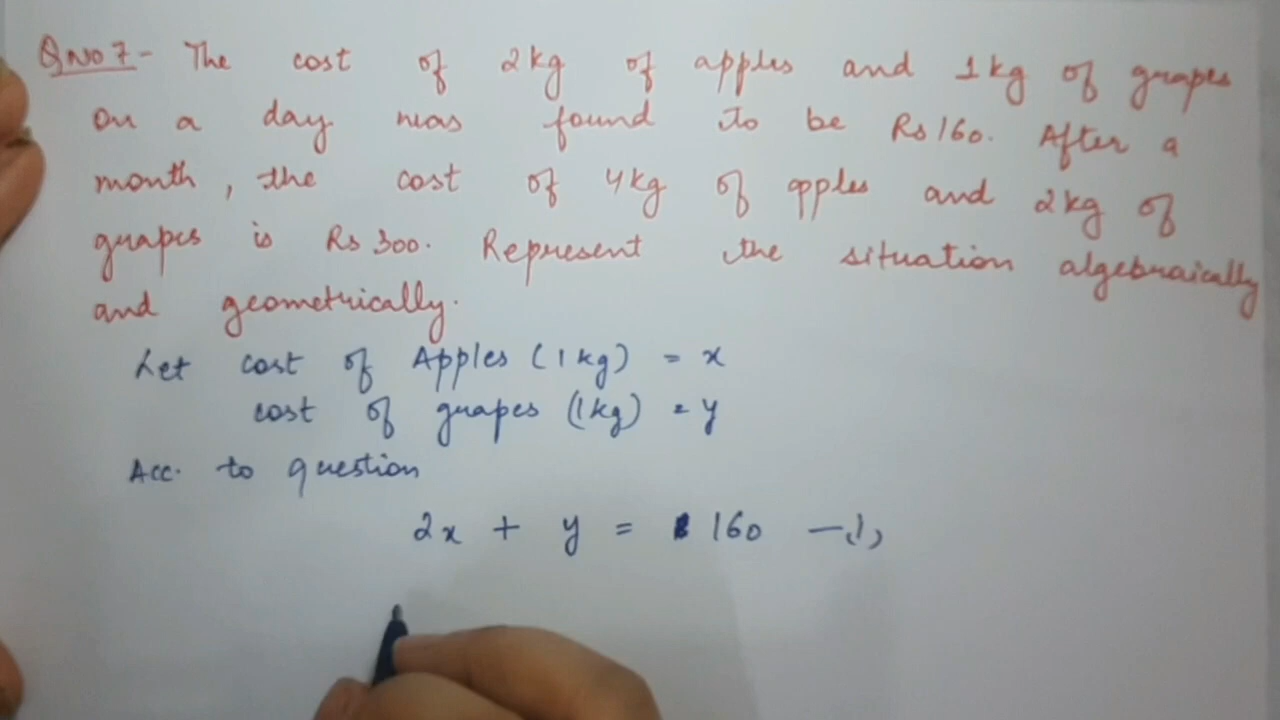 QNo 7- The cost of 2kg of apples and 1kg of grapes
on a day was found to be Rs 160. After a
month, the cost of 4kg of apples and 2kg of
grapes is Rs 300. Represent the situation algebraically
and geometrically.
Let cost of Apples (1kg) = x
cost of grapes (1kg) = y
Acc. to question
2x + y = 160 —(1)